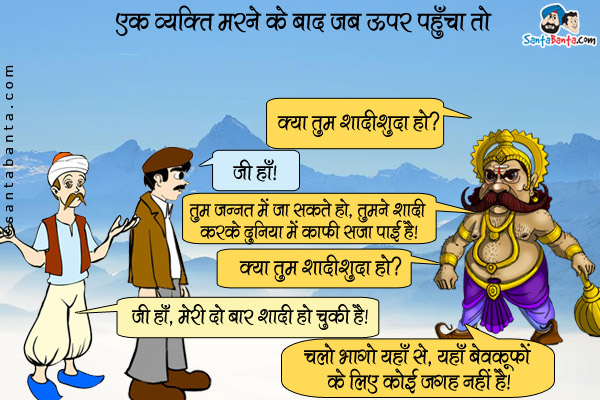 एक व्यक्ति मरने के बाद जब ऊपर पहुँचा तो
SantaBanta.com
santabanta.com
क्या तुम शादीशुदा हो?
जी हाँ!
तुम जन्नत में जा सकते हो, तुमने शादी
करके दुनिया में काफी सजा पाई है!
क्या तुम शादीशुदा हो?
जी हाँ, मेरी दो बार शादी हो चुकी है!
चलो भागो यहाँ से, यहाँ बेवकूफों
के लिए कोई जगह नहीं है!